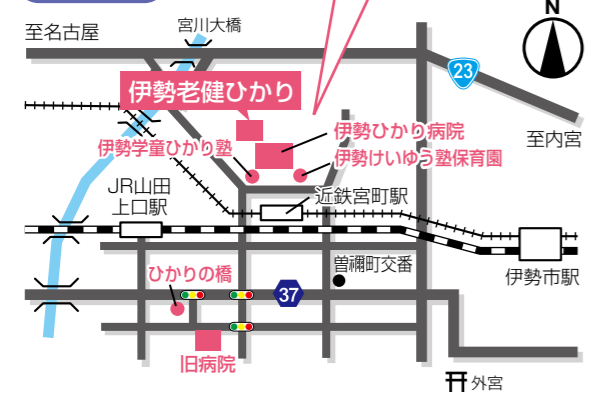 至名古屋
宮川大橋
N
23
伊勢老健ひかり
伊勢ひかり病院
至内宮
伊勢学童ひかり塾
伊勢けいゆう塾保育園
JR山田
上口駅
近鉄宮町駅
ひかりの橋
曽禰町交番
伊勢市駅
37
旧病院
外宮